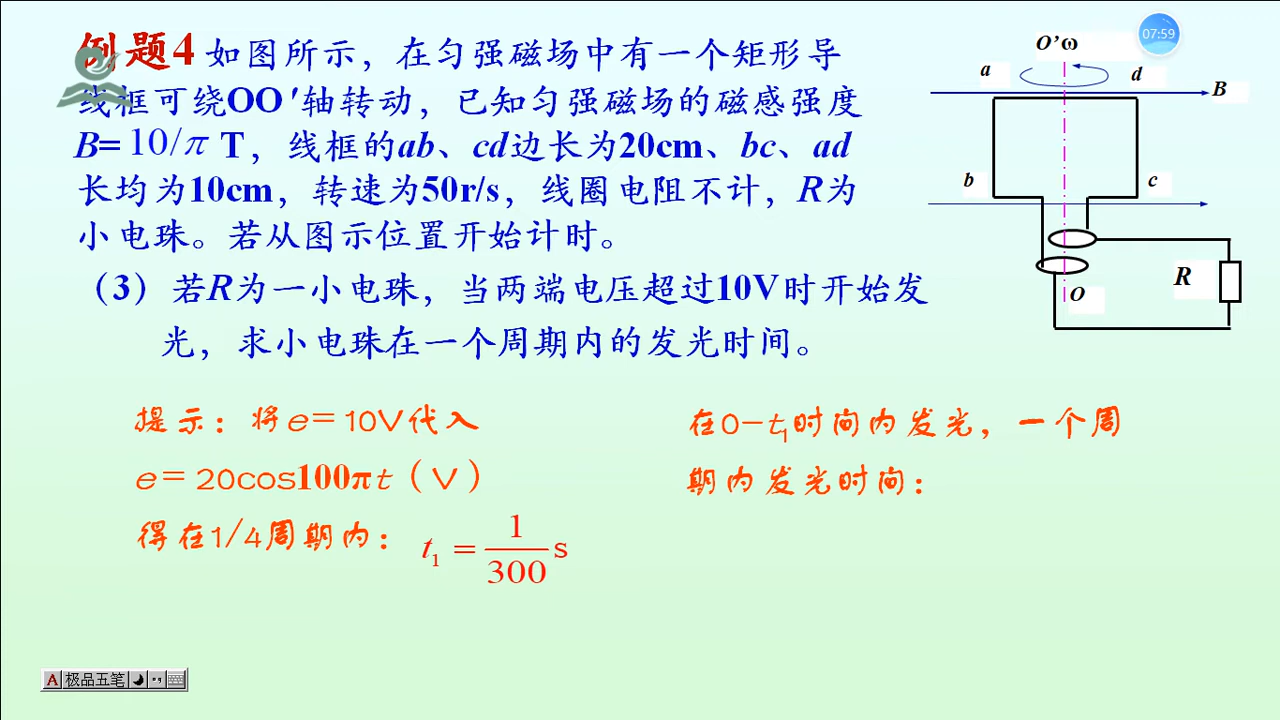 例题4 如图所示，在匀强磁场中有一个矩形导
线框可绕OO′轴转动，已知匀强磁场的磁感强度
B=10/π T，线框的ab、cd边长为20cm、bc、ad
长均为10cm，转速为50r/s，线圈电阻不计，R为
小电珠。若从图示位置开始计时。
（3）若R为一小电珠，当两端电压超过10V时开始发
光，求小电珠在一个周期内的发光时间。
提示：将e＝10V代入
e＝20cos100πt（V）
得在1/4周期内：t₁ = 1/300 s
在0－t₁时间内发光，一个周
期内发光时间：
07:59
O’ω
a
d
B
b
c
R
O
A 极品五笔